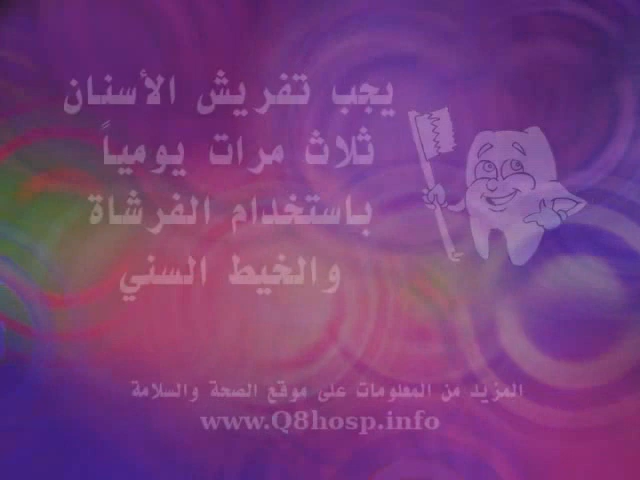 يجب تفريش الأسنان
ثلاث مرات يومياً
باستخدام الفرشاة
والخيط السني
المزيد من المعلومات على موقع الصحة والسلامة
www.Q8hosp.info